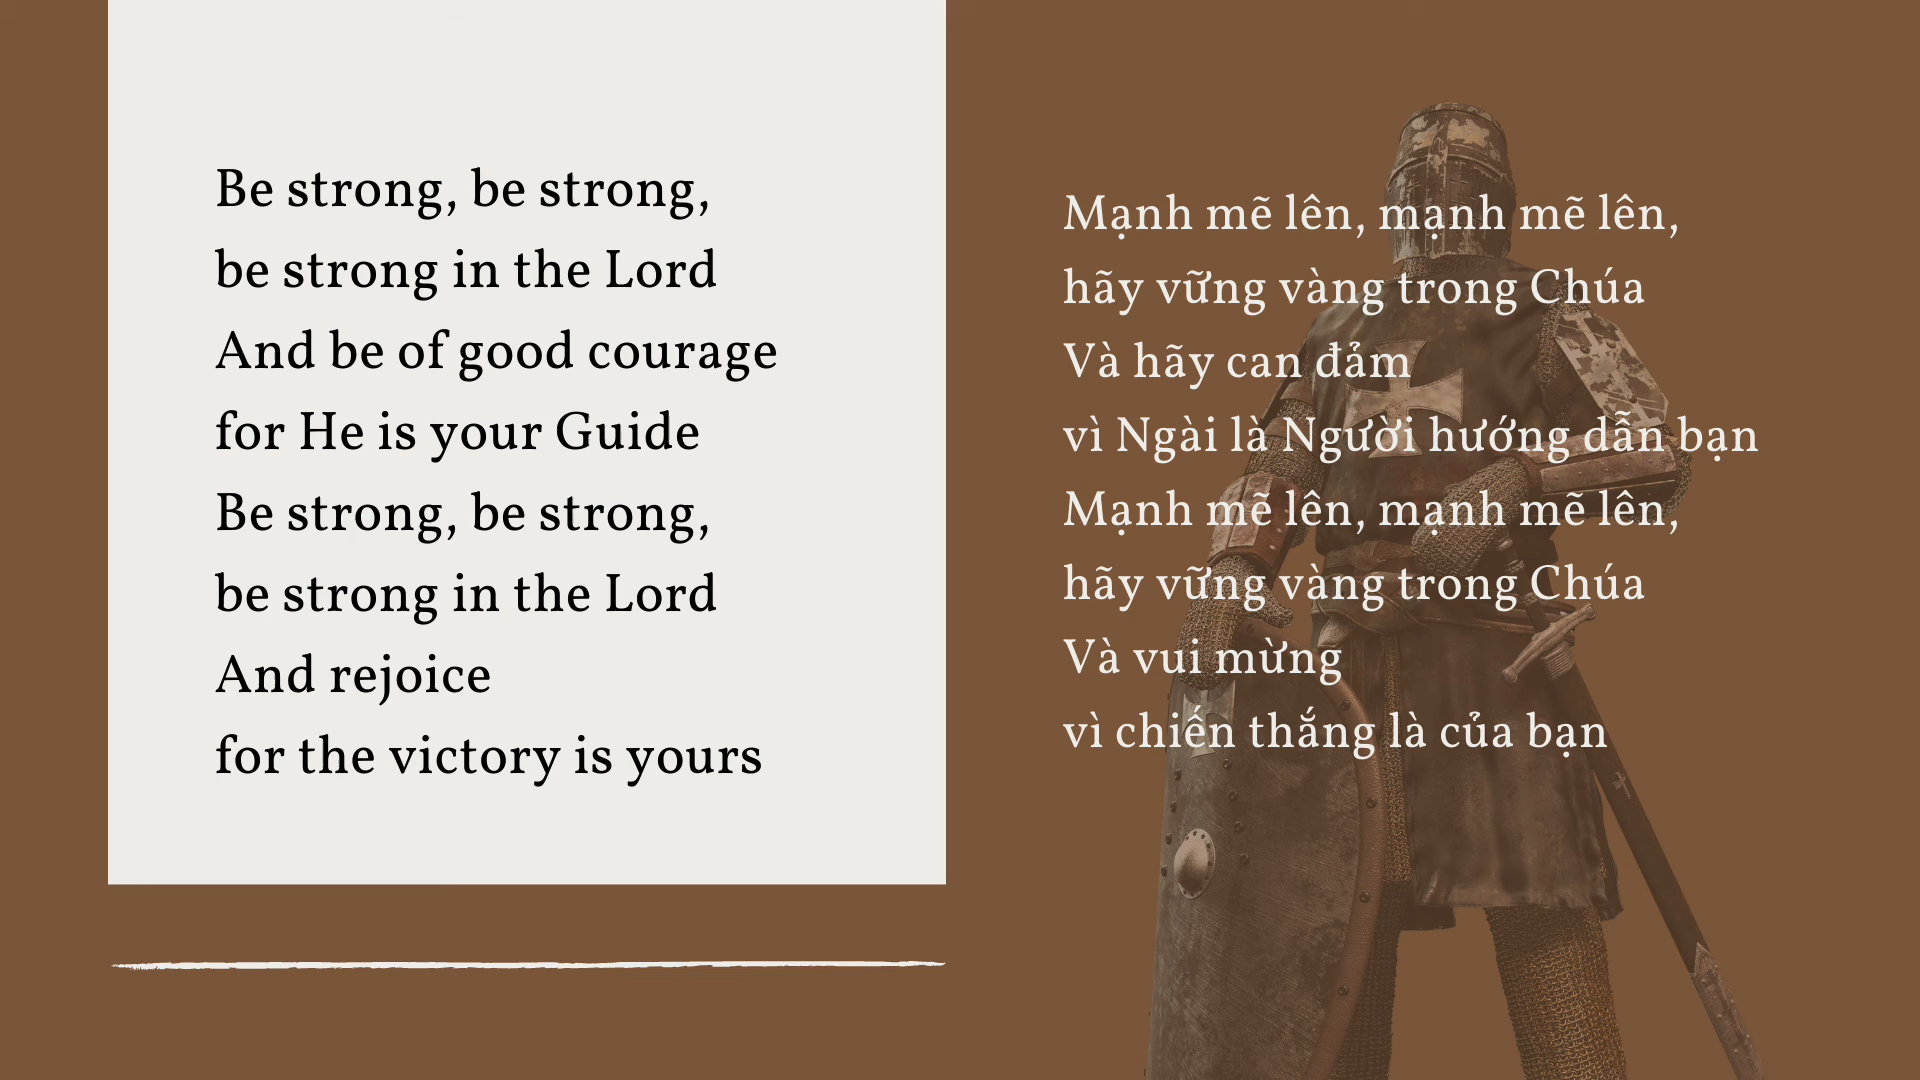 Be strong, be strong,
be strong in the Lord
And be of good courage
for He is your Guide
Be strong, be strong,
be strong in the Lord
And rejoice
for the victory is yours
Mạnh mẽ lên, mạnh mẽ lên,
hãy vững vàng trong Chúa
Và hãy can đảm
vì Ngài là Người hướng dẫn bạn
Mạnh mẽ lên, mạnh mẽ lên,
hãy vững vàng trong Chúa
Và vui mừng
vì chiến thắng là của bạn